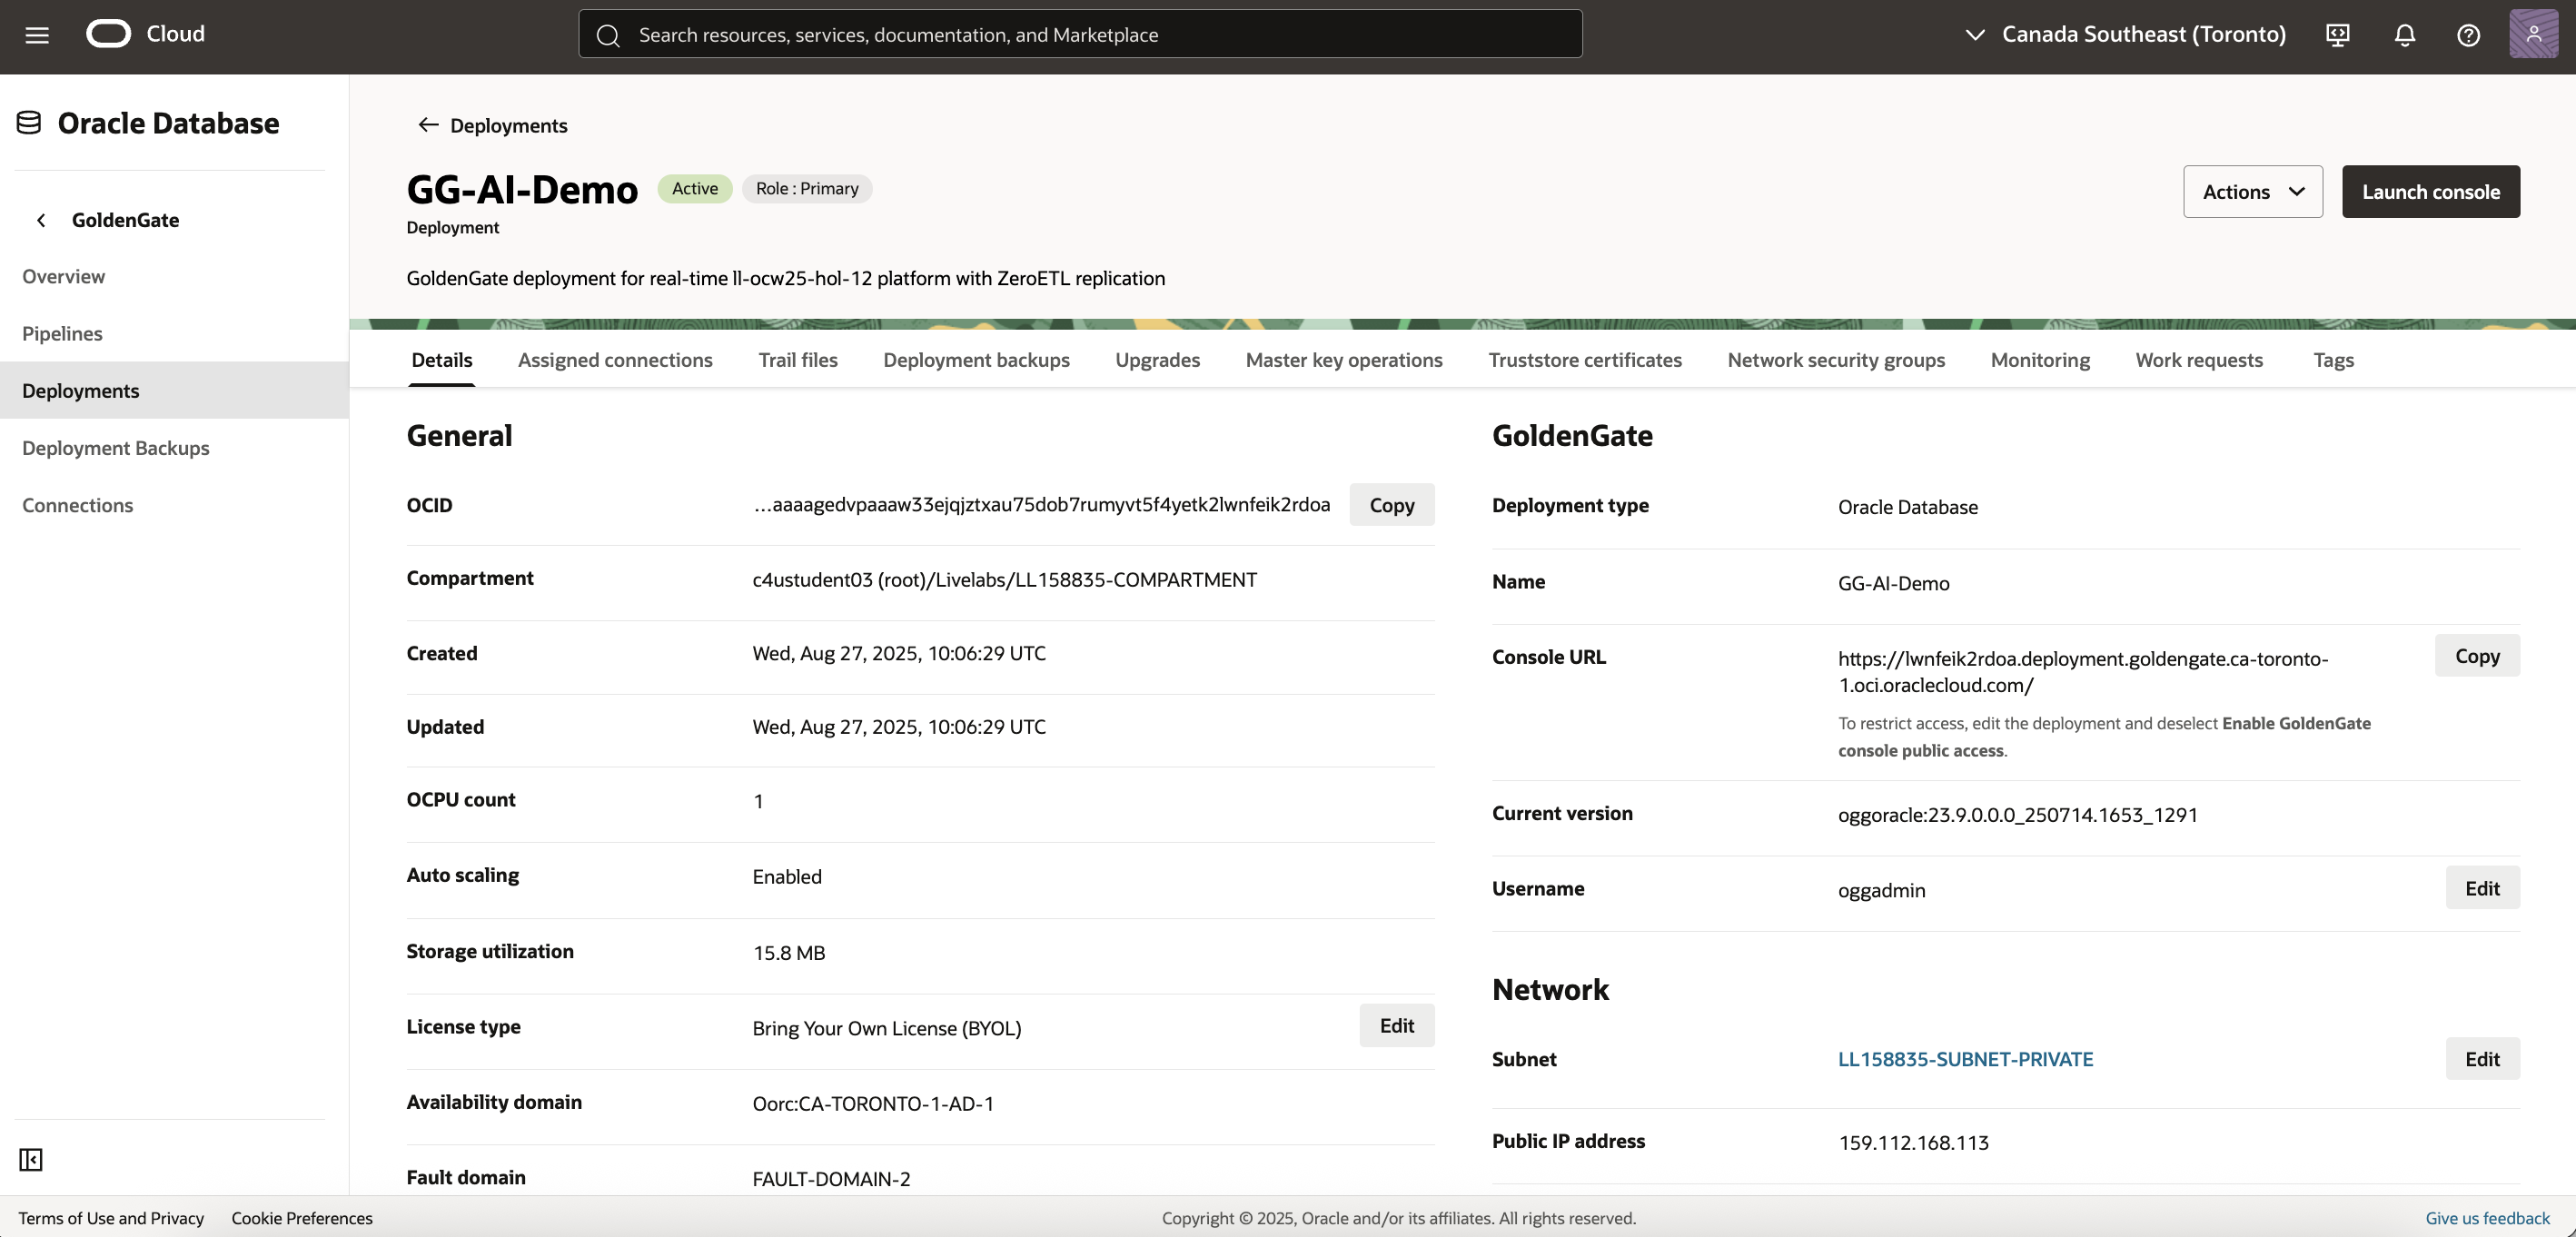 Cloud
Search resources, services, documentation, and Marketplace
Canada Southeast (Toronto)
Oracle Database
GoldenGate
Overview
Pipelines
Deployments
Deployment Backups
Connections
Deployments
GG-AI-Demo
Active
Role : Primary
Deployment
GoldenGate deployment for real-time ll-ocw25-hol-12 platform with ZeroETL replication
Actions
Launch console
Details
Assigned connections
Trail files
Deployment backups
Upgrades
Master key operations
Truststore certificates
Network security groups
Monitoring
Work requests
Tags
General
OCID
...aaaagedvpaaaw33ejqjztxau75dob7rumyvt5f4yetk2lwnfeik2rdoa
Copy
Compartment
c4ustudent03 (root)/Livelabs/LL158835-COMPARTMENT
Created
Wed, Aug 27, 2025, 10:06:29 UTC
Updated
Wed, Aug 27, 2025, 10:06:29 UTC
OCPU count
1
Auto scaling
Enabled
Storage utilization
15.8 MB
License type
Bring Your Own License (BYOL)
Edit
Availability domain
Oorc:CA-TORONTO-1-AD-1
Fault domain
FAULT-DOMAIN-2
GoldenGate
Deployment type
Oracle Database
Name
GG-AI-Demo
Console URL
https://lwnfeik2rdoa.deployment.goldengate.ca-toronto-
1.oci.oraclecloud.com/
Copy
To restrict access, edit the deployment and deselect Enable GoldenGate
console public access.
Current version
oggoracle:23.9.0.0.0_250714.1653_1291
Username
oggadmin
Edit
Network
Subnet
LL158835-SUBNET-PRIVATE
Edit
Public IP address
159.112.168.113
Terms of Use and Privacy
Cookie Preferences
Copyright © 2025, Oracle and/or its affiliates. All rights reserved.
Give us feedback